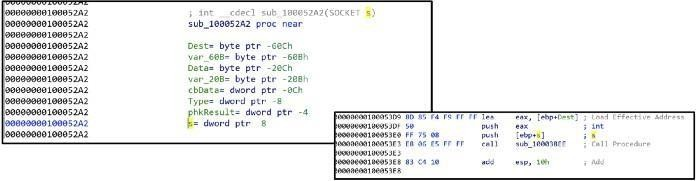 00000000100052A2
00000000100052A2 ; int __cdecl sub_100052A2(SOCKET s)
00000000100052A2 sub_100052A2 proc near
00000000100052A2
00000000100052A2 Dest= byte ptr -60Ch
00000000100052A2 var_60B= byte ptr -60Bh
00000000100052A2 Data= byte ptr -20Ch
00000000100052A2 var_20B= byte ptr -20Bh
00000000100052A2 cbData= dword ptr -0Ch
00000000100052A2 Type= dword ptr -8
00000000100052A2 phkResult= dword ptr -4
00000000100052A2 s= dword ptr 8
00000000100052A2
00000000100053D9 8D 85 F4 F9 FF FF lea eax, [ebp+Dest] ; Load Effective Address
00000000100053DF 50 push eax ; int
00000000100053E0 FF 75 08 push [ebp+s] ; s
00000000100053E3 E8 06 E5 FF FF call sub_100038EE ; Call Procedure
00000000100053E3
00000000100053E8 83 C4 10 add esp, 10h ; Add
00000000100053E8